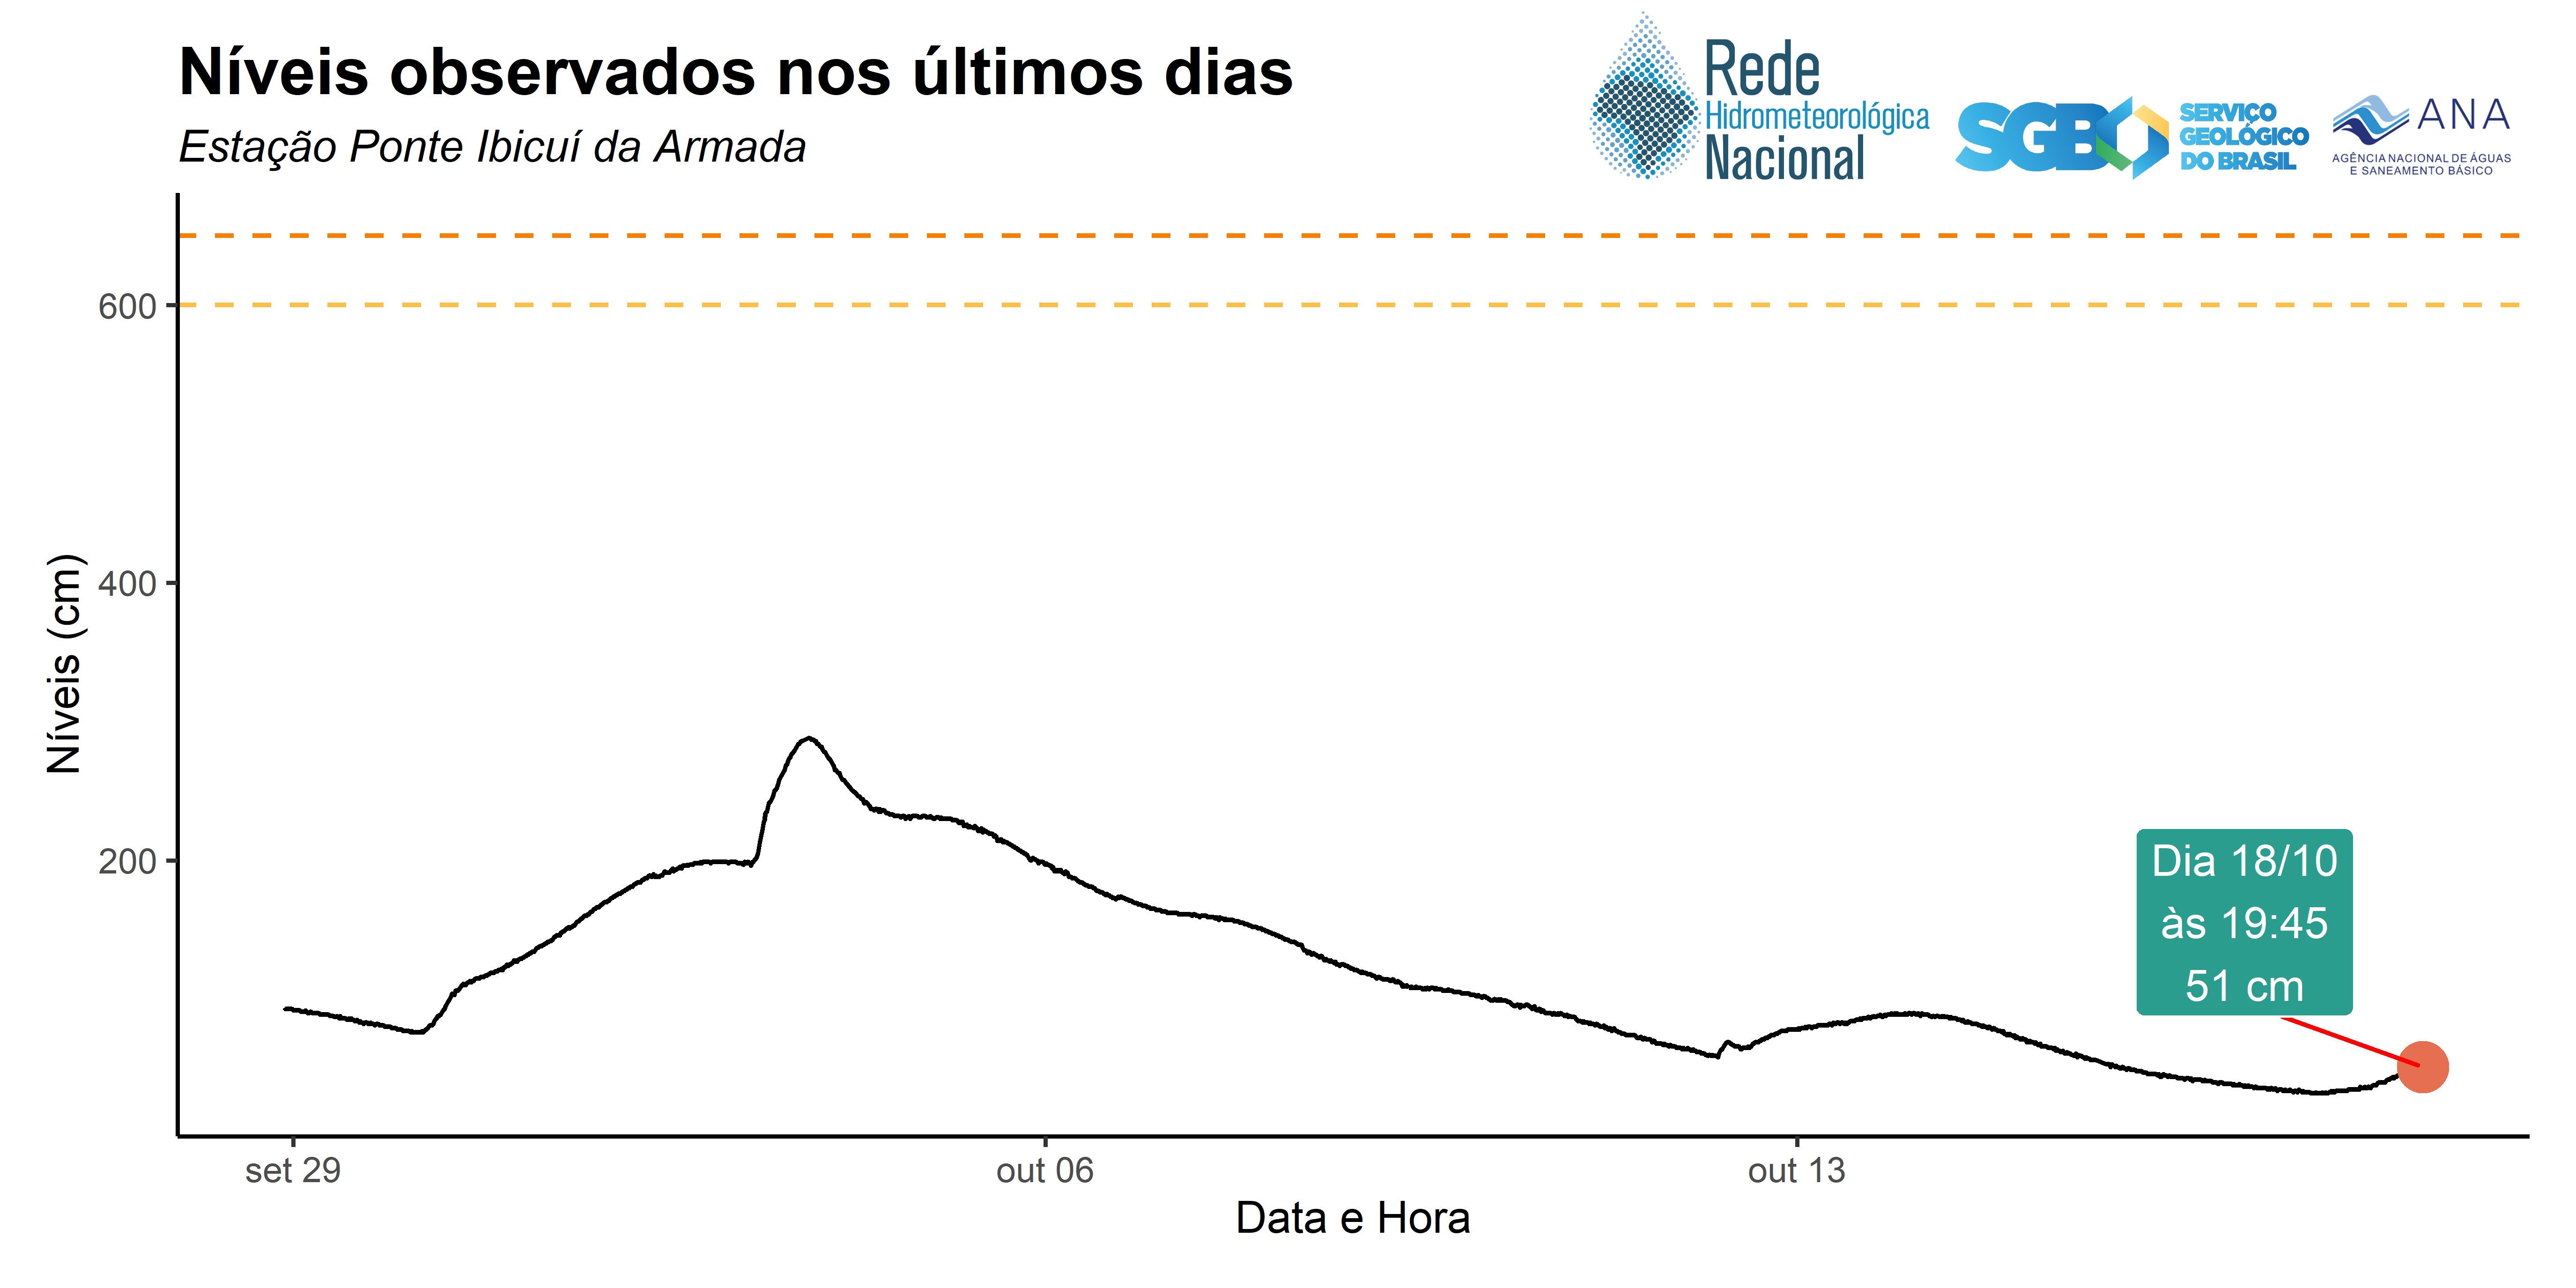 Níveis observados nos últimos dias
Estação Ponte Ibicuí da Armada
Rede
Hidrometeorológica
Nacional
SGB
SERVIÇO
GEOLÓGICO
DO BRASIL
ANA
AGÊNCIA NACIONAL DE ÁGUAS
E SANEAMENTO BÁSICO
Níveis (cm)
600
400
200
Dia 18/10
às 19:45
51 cm
set 29
out 06
out 13
Data e Hora